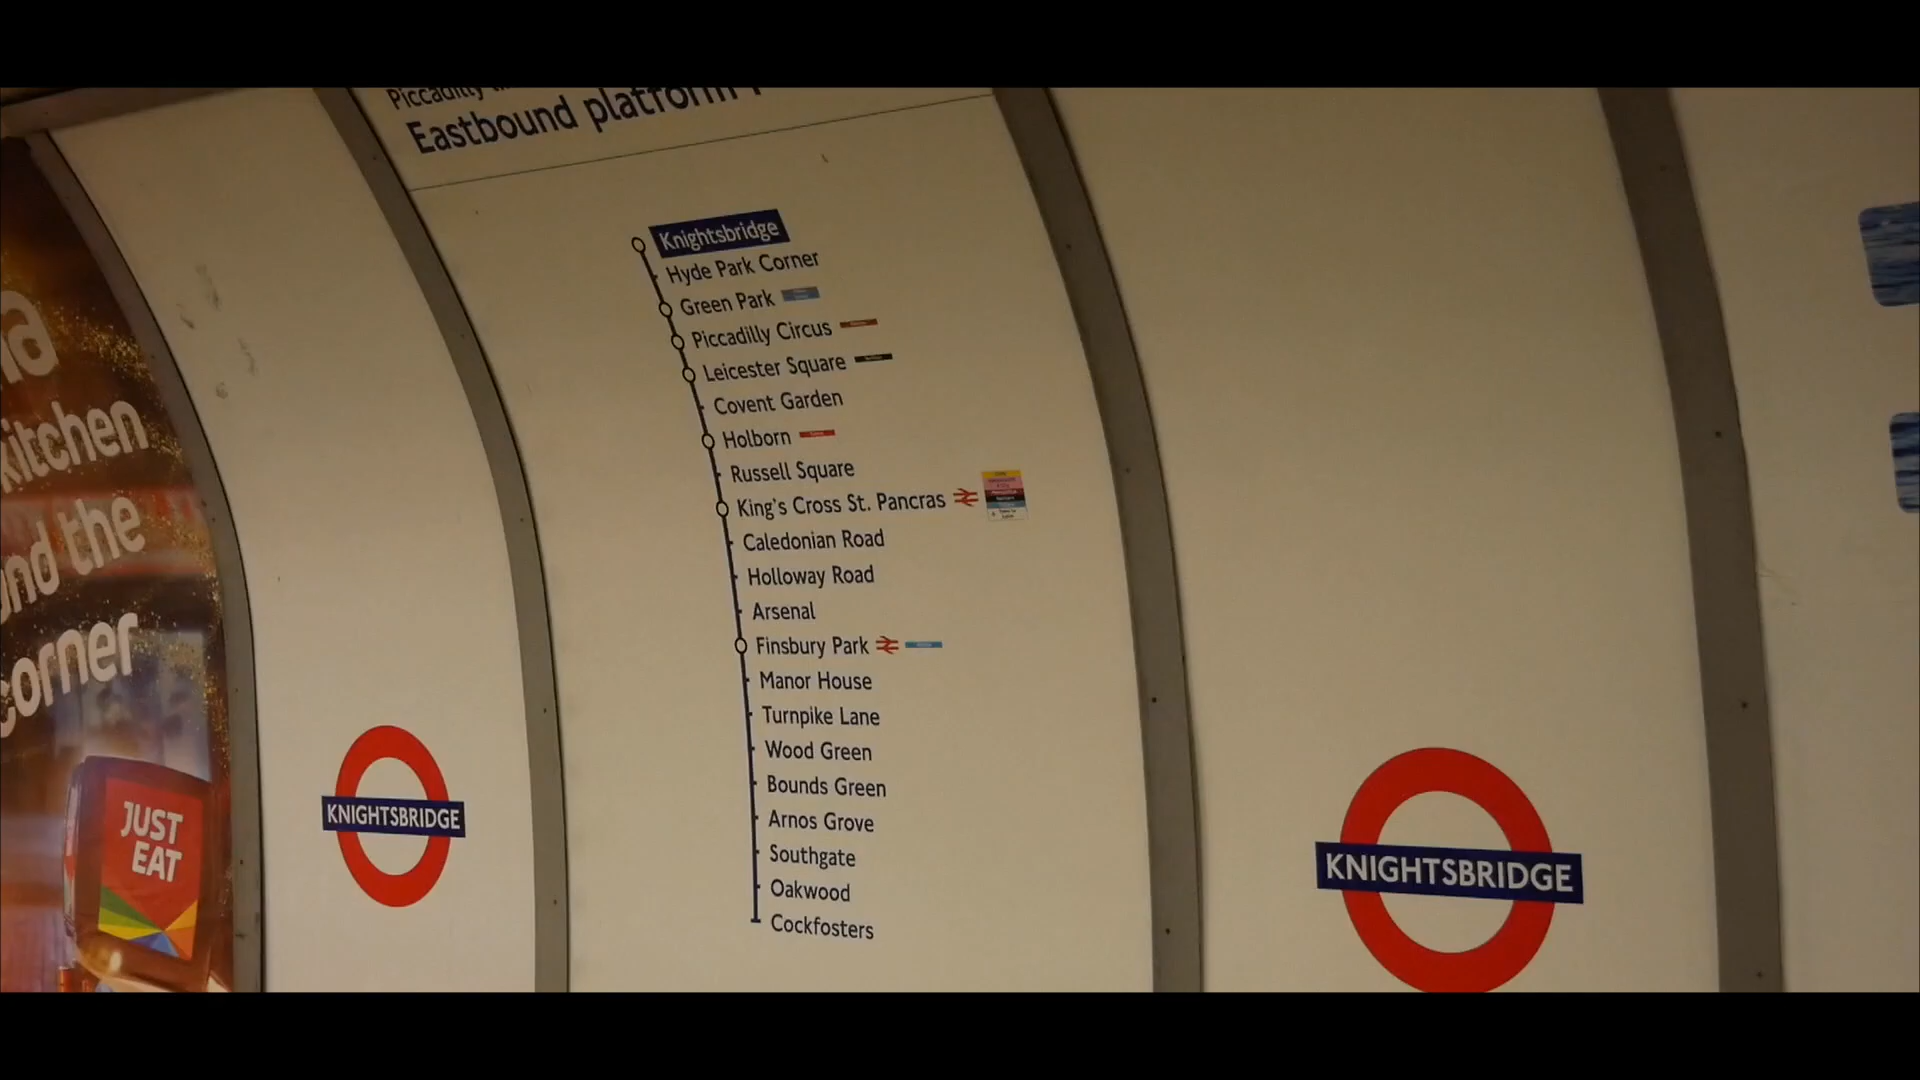 Piccadilly
Eastbound platform
Knightsbridge
Hyde Park Corner
Green Park
Piccadilly Circus
Leicester Square
Covent Garden
Holborn
Russell Square
King's Cross St. Pancras
Caledonian Road
Holloway Road
Arsenal
Finsbury Park
Manor House
Turnpike Lane
Wood Green
Bounds Green
Arnos Grove
Southgate
Oakwood
Cockfosters
kitchen
the
corner
JUST
EAT
KNIGHTSBRIDGE
KNIGHTSBRIDGE